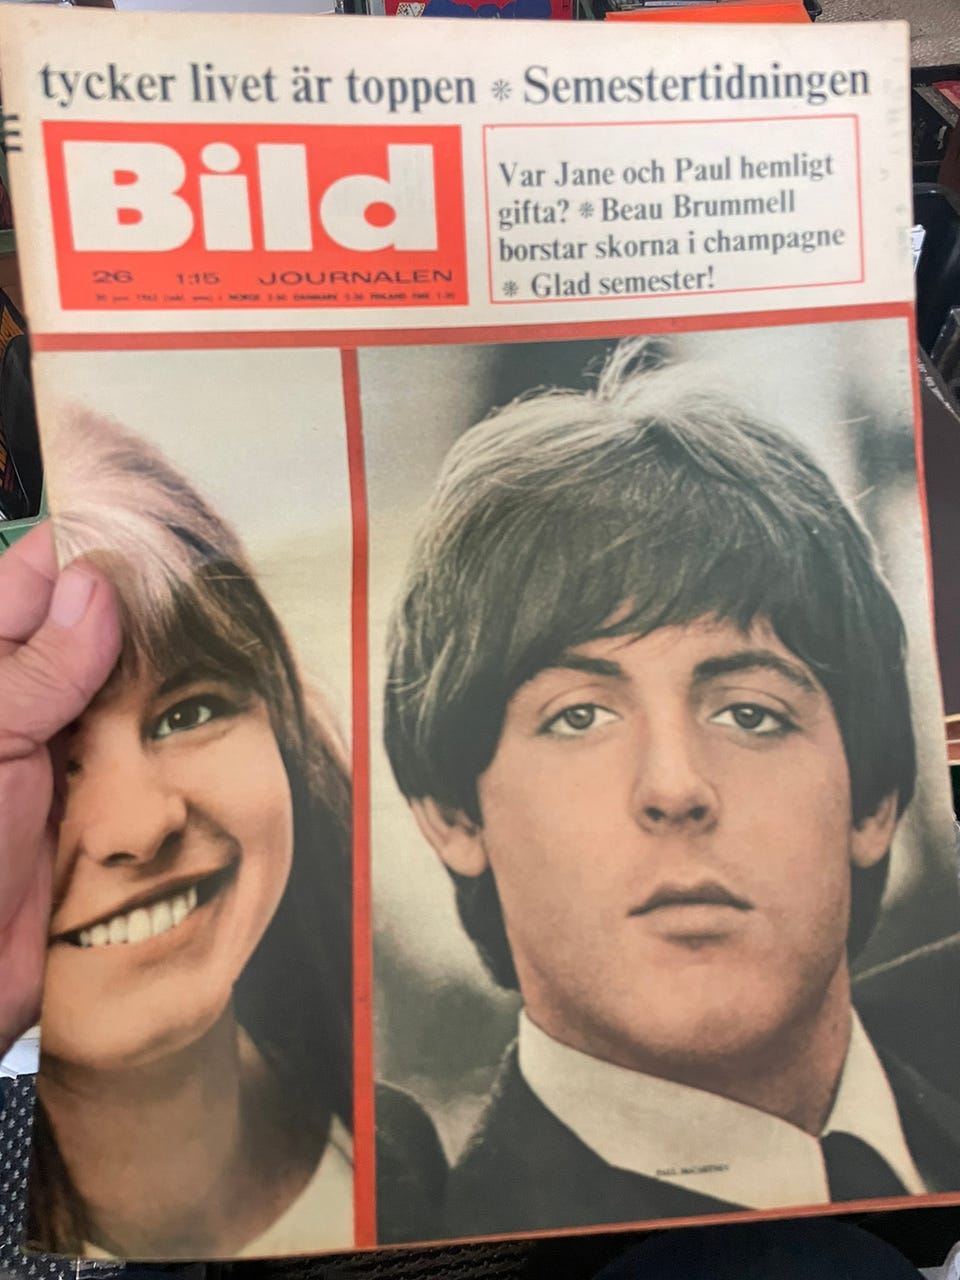 tycker livet är toppen * Semestertidningen
Bild
26 1:15 JOURNALEN
Var Jane och Paul hemligt
gifta? * Beau Brummell
borstar skorna i champagne
* Glad semester!
PAUL McCARTNEY